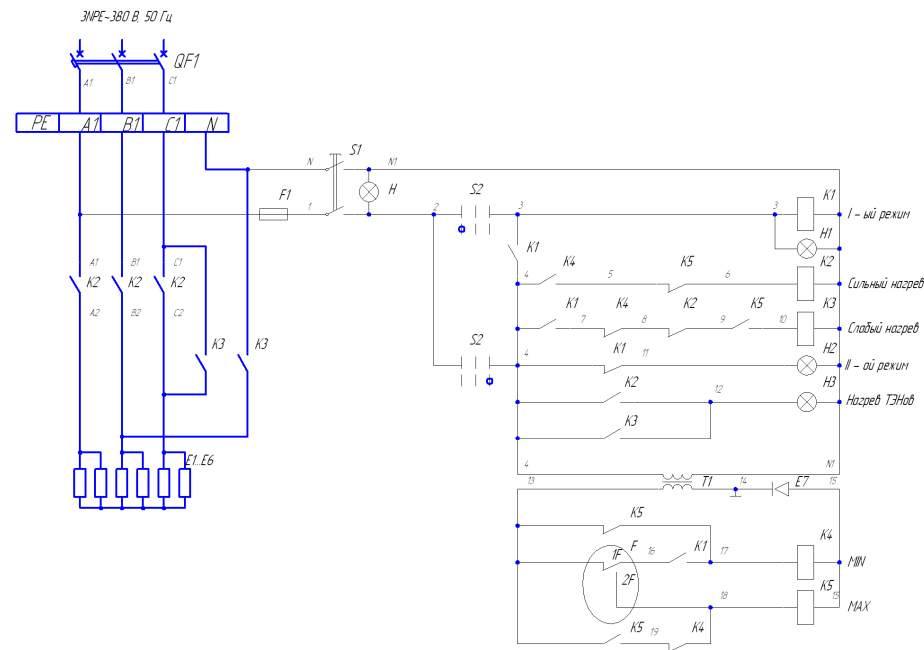 3NPE~380 В, 50 Гц
QF1
A1 B1 C1
PE A1 B1 C1 N
N S1 N1
H
F1 1
2 S2 3 3 K1 I - ый режим
H1
K1
A1 B1 C1
K2 K2 K2
A2 B2 C2
4 K4 5 K5 6 K2 Сильный нагрев
K1 7 K4 8 K2 9 K5 10 K3 Слабый нагрев
K3 K3
S2 4 K1 11 H2 II - ой режим
K2 12 H3 Нагрев ТЭНов
K3
E1..E6
4 N1
13 T1 14 E7 15
K5
1F F 16 K1 17 K4 MIN
2F 18 K5 15 MAX
K5 19 K4